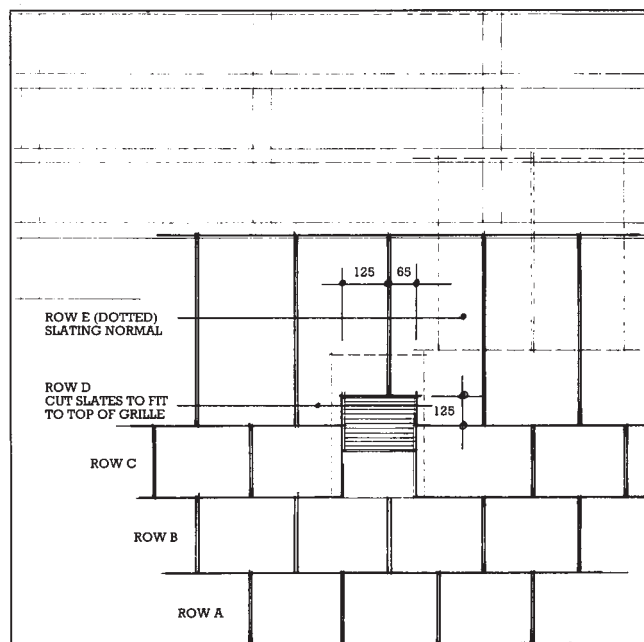 125 65
ROW E (DOTTED)
SLATING NORMAL
ROW D
CUT SLATES TO FIT
TO TOP OF GRILLE
125
ROW C
ROW B
ROW A